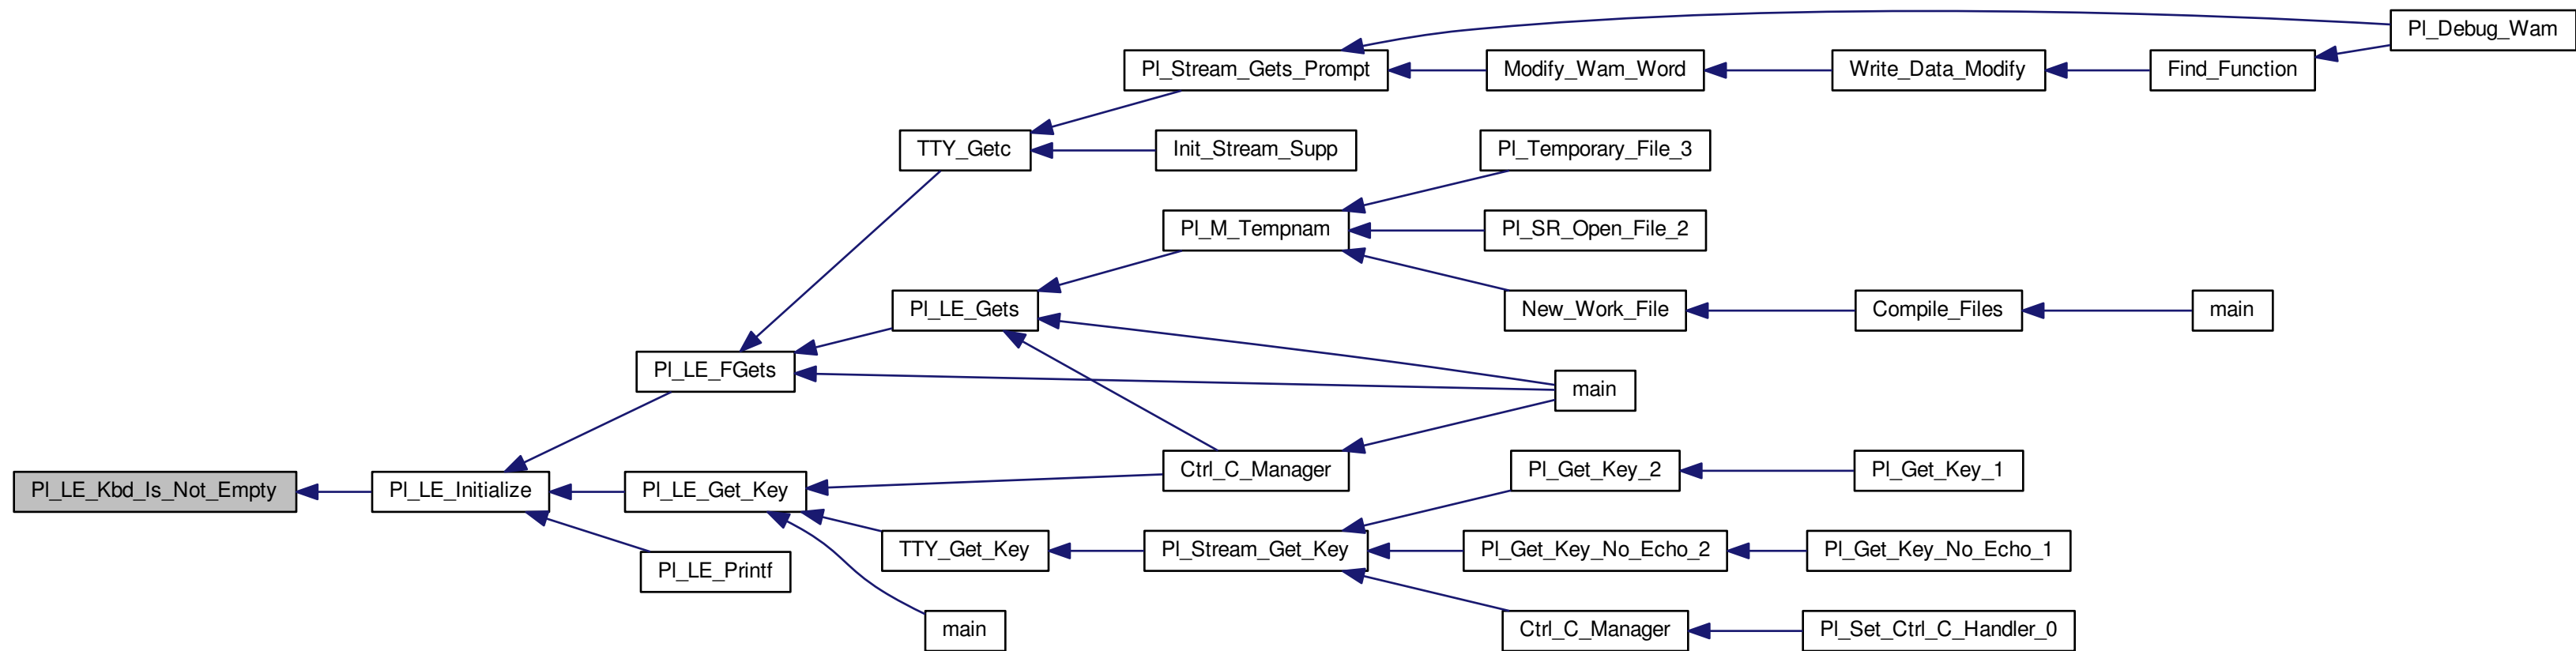 Pl_Debug_Wam
Pl_Stream_Gets_Prompt
Modify_Wam_Word
Write_Data_Modify
Find_Function
TTY_Getc
Init_Stream_Supp
Pl_Temporary_File_3
Pl_M_Tempnam
Pl_SR_Open_File_2
Pl_LE_Gets
New_Work_File
Compile_Files
main
Pl_LE_FGets
main
Pl_LE_Kbd_Is_Not_Empty
Pl_LE_Initialize
Pl_LE_Get_Key
Ctrl_C_Manager
Pl_Get_Key_2
Pl_Get_Key_1
TTY_Get_Key
Pl_Stream_Get_Key
Pl_Get_Key_No_Echo_2
Pl_Get_Key_No_Echo_1
Pl_LE_Printf
main
Ctrl_C_Manager
Pl_Set_Ctrl_C_Handler_0